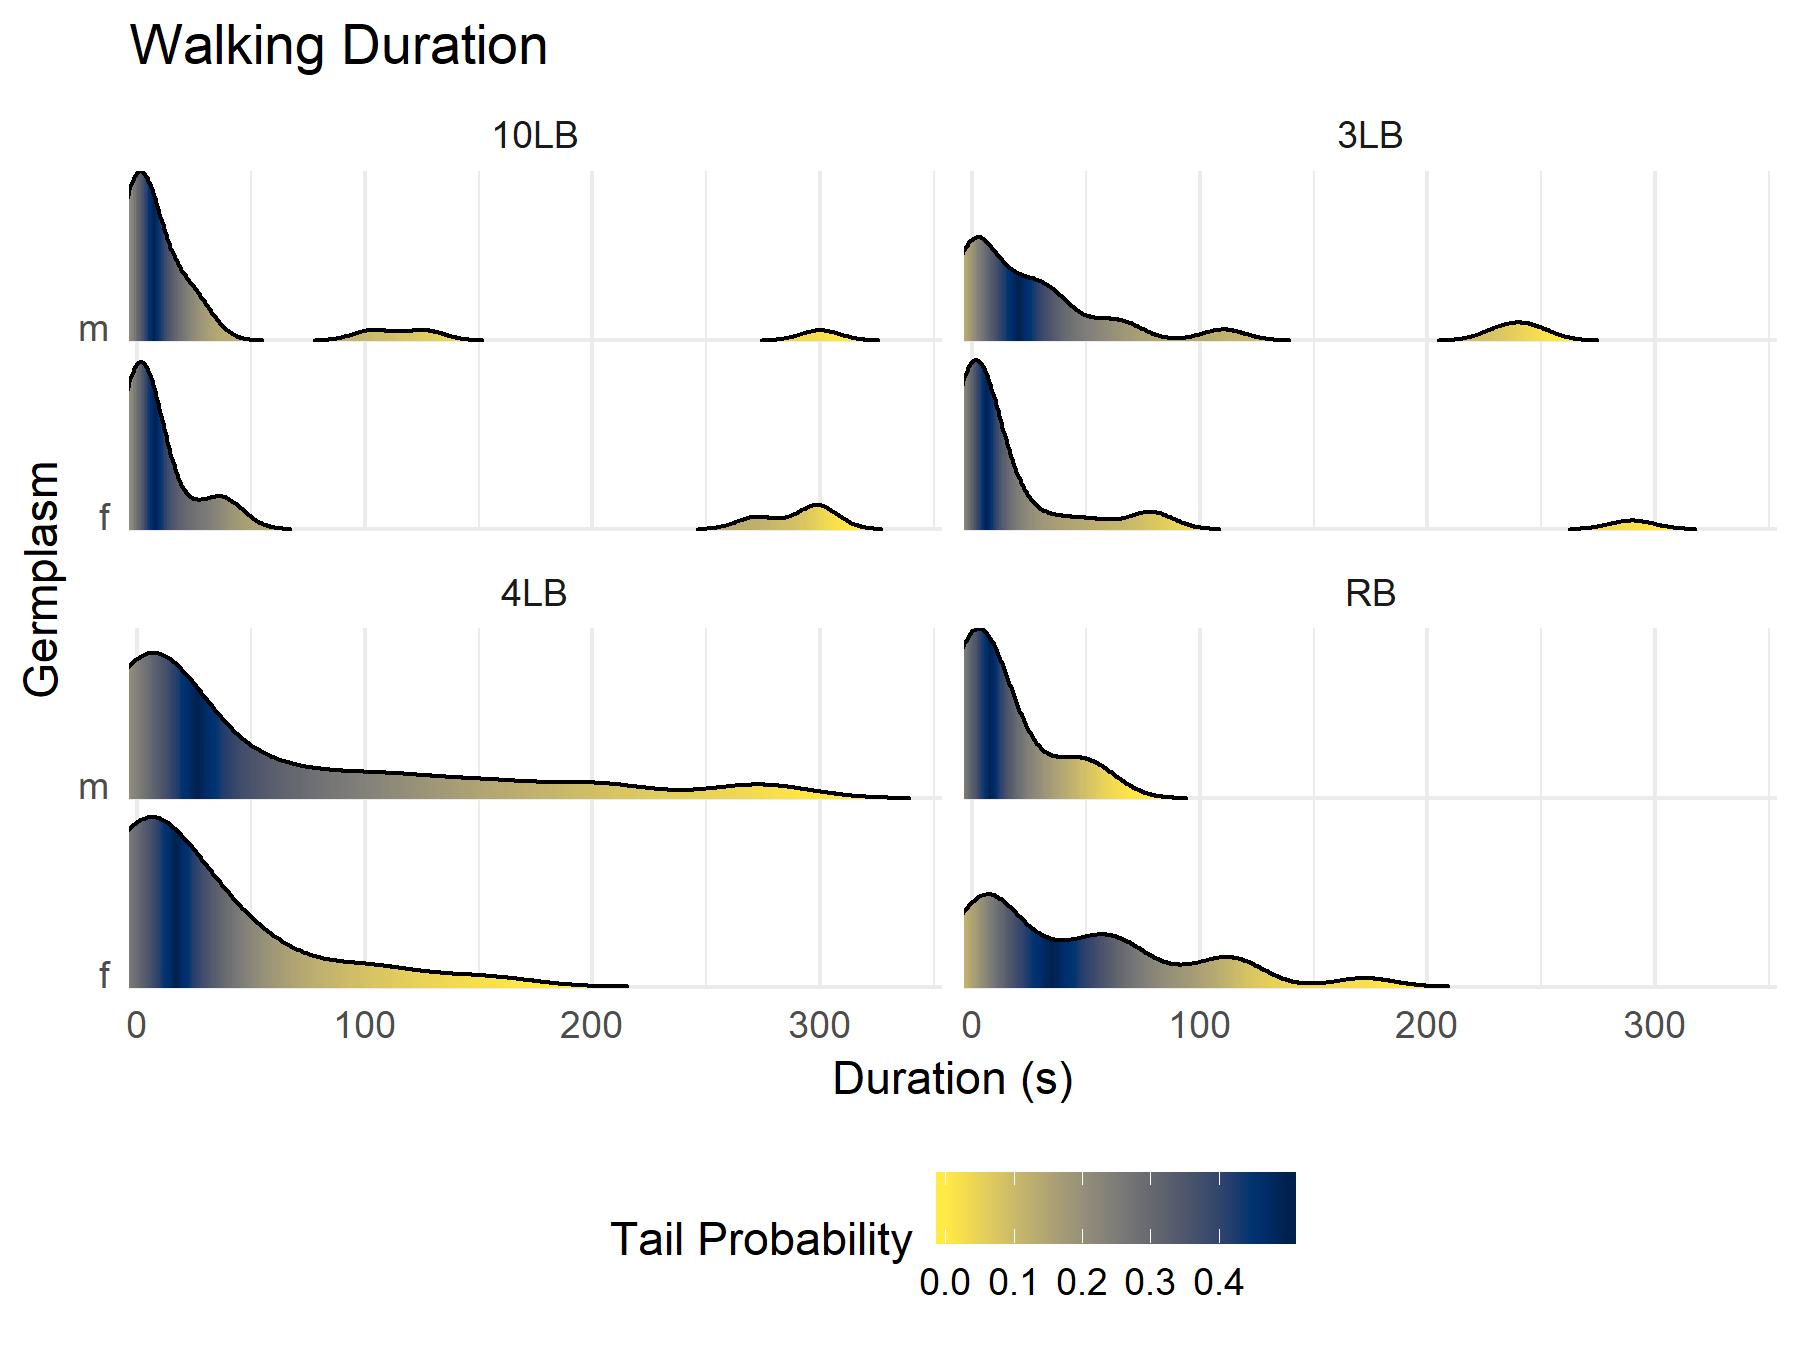 Walking Duration
10LB
3LB
m
f
Germplasm
4LB
RB
m
f
0 100 200 300 0 100 200 300
Duration (s)
Tail Probability
0.0 0.1 0.2 0.3 0.4